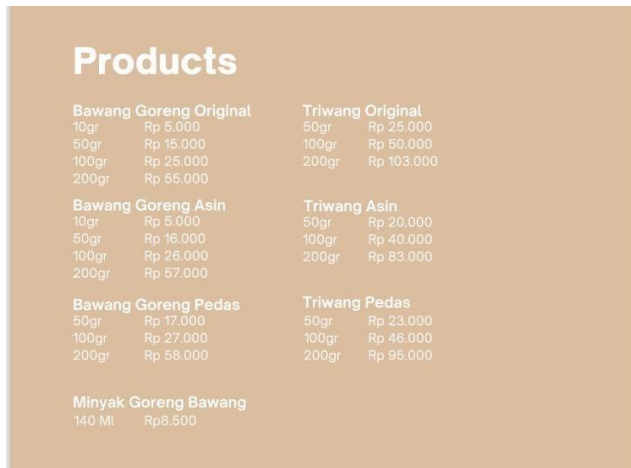 Products
Bawang Goreng Original
10gr Rp 5.000
50gr Rp 15.000
100gr Rp 25.000
200gr Rp 55.000
Bawang Goreng Asin
10gr Rp 5.000
50gr Rp 16.000
100gr Rp 26.000
200gr Rp 57.000
Bawang Goreng Pedas
50gr Rp 17.000
100gr Rp 27.000
200gr Rp 58.000
Minyak Goreng Bawang
140 Ml Rp8.500
Triwang Original
50gr Rp 25.000
100gr Rp 50.000
200gr Rp 103.000
Triwang Asin
50gr Rp 20.000
100gr Rp 40.000
200gr Rp 83.000
Triwang Pedas
50gr Rp 23.000
100gr Rp 46.000
200gr Rp 95.000